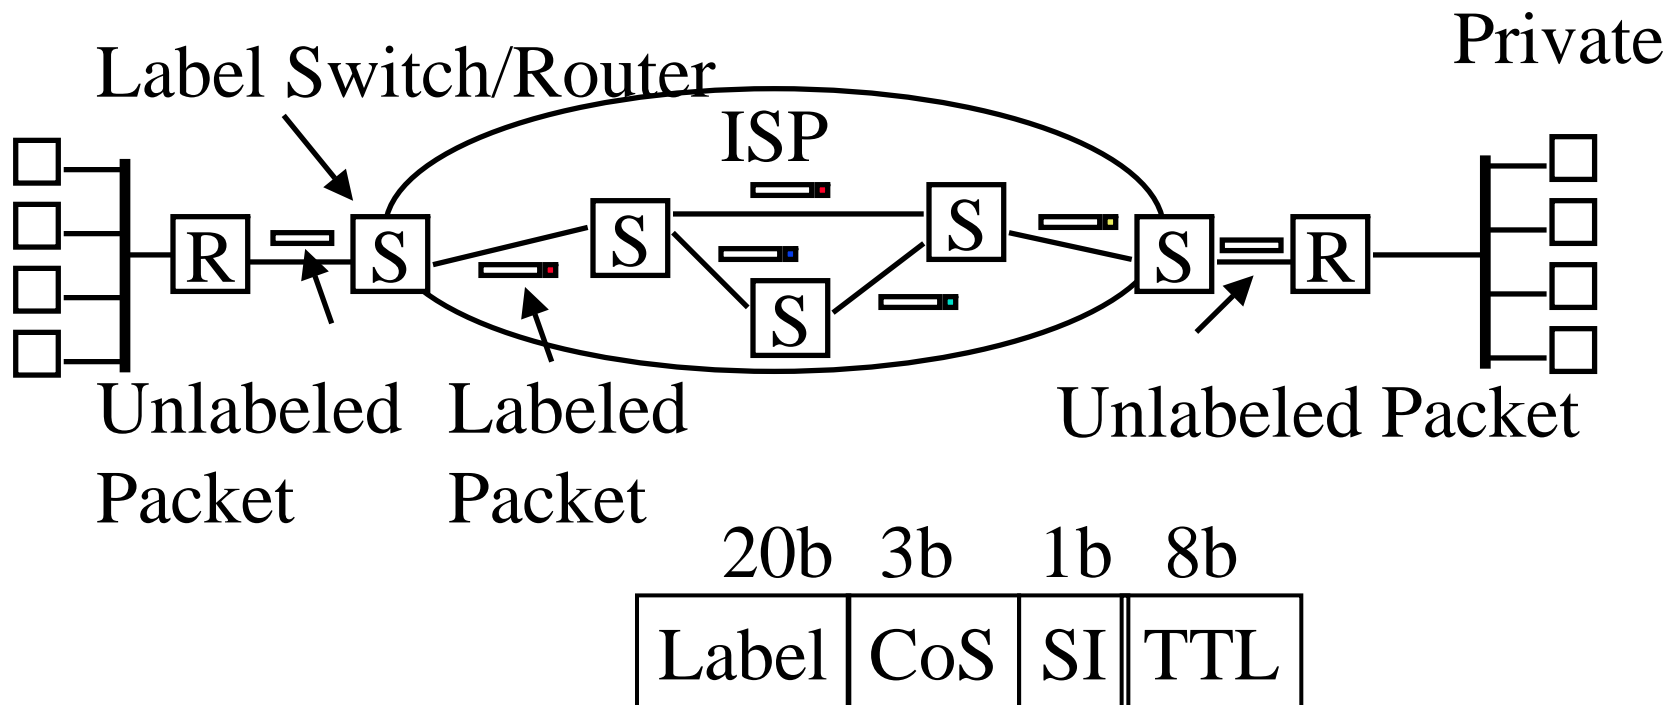 Private
Label Switch/Router
ISP
R
S
S
S
S
S
R
Unlabeled
Packet
Labeled
Packet
Unlabeled Packet
20b 3b 1b 8b
Label CoS SI TTL